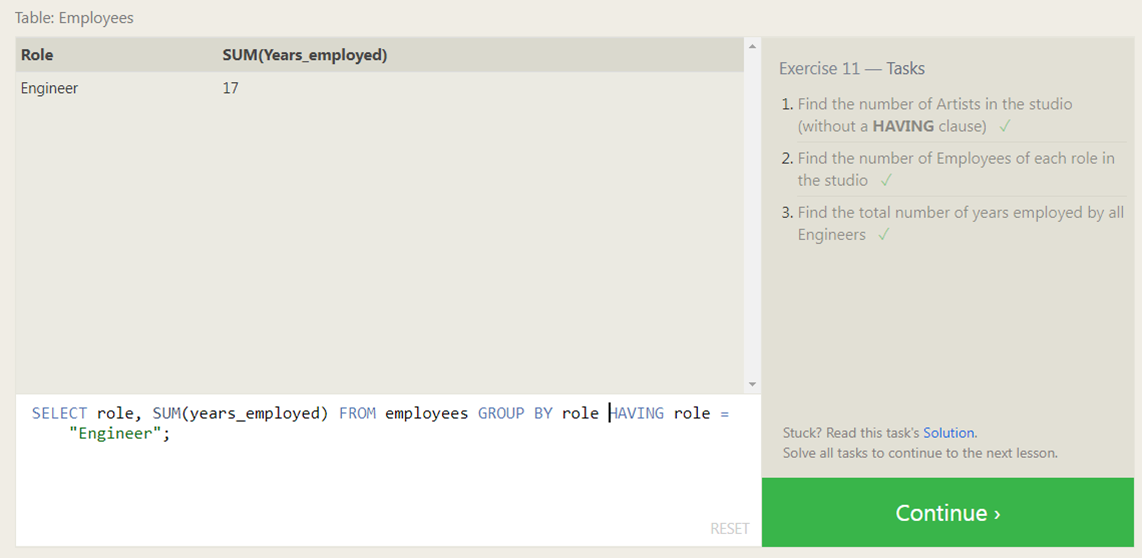 Table: Employees
Role SUM(Years_employed)
Engineer 17
SELECT role, SUM(years_employed) FROM employees GROUP BY role HAVING role =
"Engineer";
RESET
Exercise 11 — Tasks
1. Find the number of Artists in the studio
(without a HAVING clause) ✓
2. Find the number of Employees of each role in
the studio ✓
3. Find the total number of years employed by all
Engineers ✓
Stuck? Read this task's Solution.
Solve all tasks to continue to the next lesson.
Continue ›